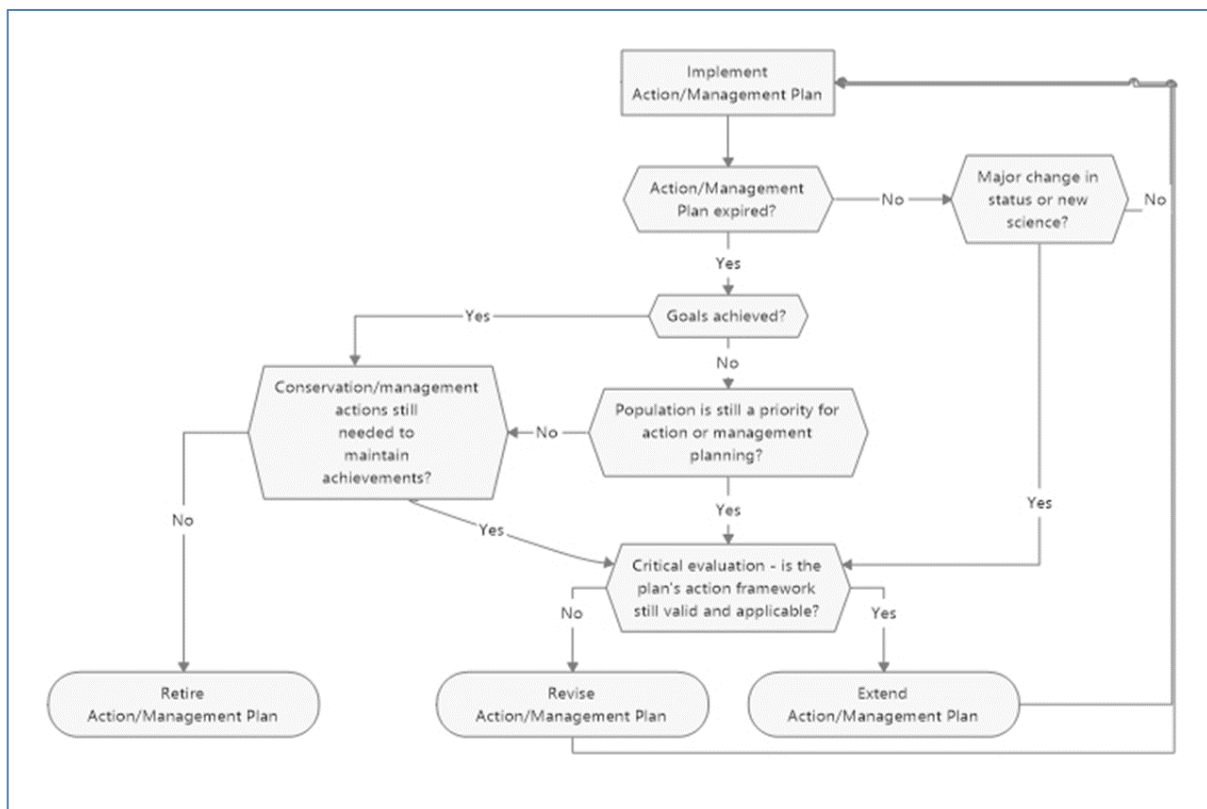 Implement
Action/Management Plan
Action/Management
Plan expired?
No
Major change in
status or new
science?
No
Yes
Goals achieved?
Yes
No
Conservation/management
actions still
needed to
maintain
achievements?
No
Population is still a priority for
action or management
planning?
No
Yes
Yes
Yes
Critical evaluation - is the
plan's action framework
still valid and applicable?
No
Yes
Retire
Action/Management Plan
Revise
Action/Management Plan
Extend
Action/Management Plan